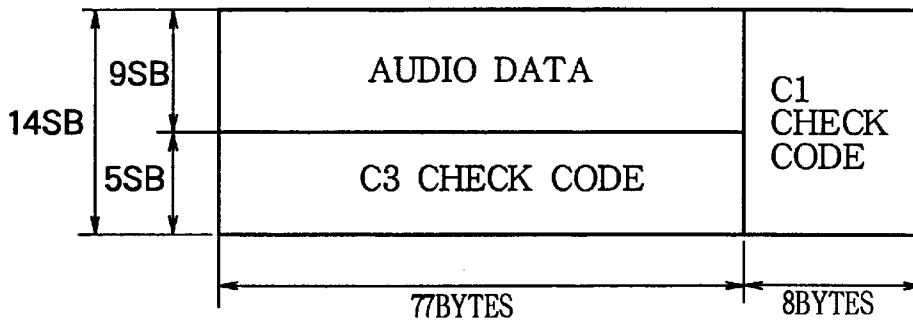 9SB
AUDIO DATA
14SB
C1
CHECK
CODE
5SB
C3 CHECK CODE
77BYTES
8BYTES